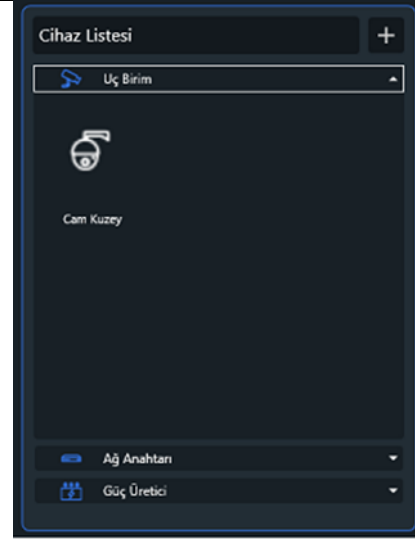 Cihaz Listesi
Uç Birim
Cam Kuzey
Ağ Anahtarı
Güç Üretici